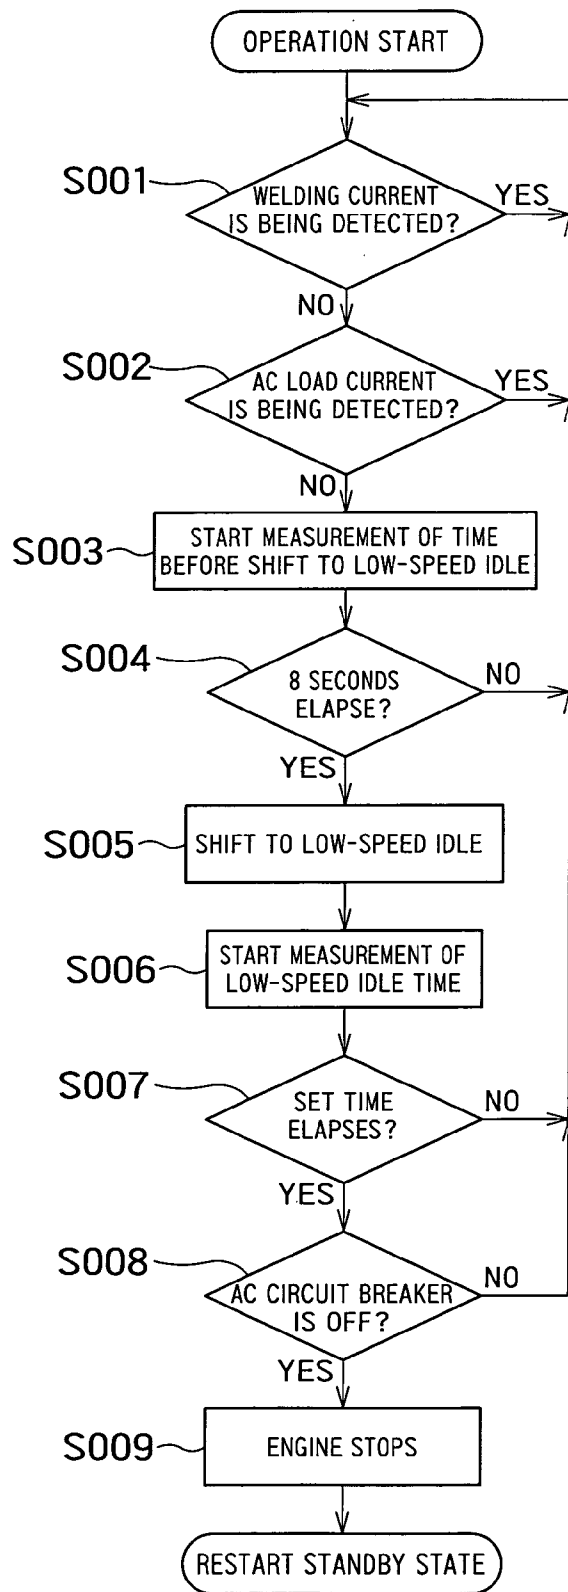 OPERATION START
S001
WELDING CURRENT
IS BEING DETECTED?
YES
NO
S002
AC LOAD CURRENT
IS BEING DETECTED?
YES
NO
S003
START MEASUREMENT OF TIME
BEFORE SHIFT TO LOW-SPEED IDLE
S004
8 SECONDS
ELAPSE?
NO
YES
S005
SHIFT TO LOW-SPEED IDLE
S006
START MEASUREMENT OF
LOW-SPEED IDLE TIME
S007
SET TIME
ELAPSES?
NO
YES
S008
AC CIRCUIT BREAKER
IS OFF?
NO
YES
S009
ENGINE STOPS
RESTART STANDBY STATE